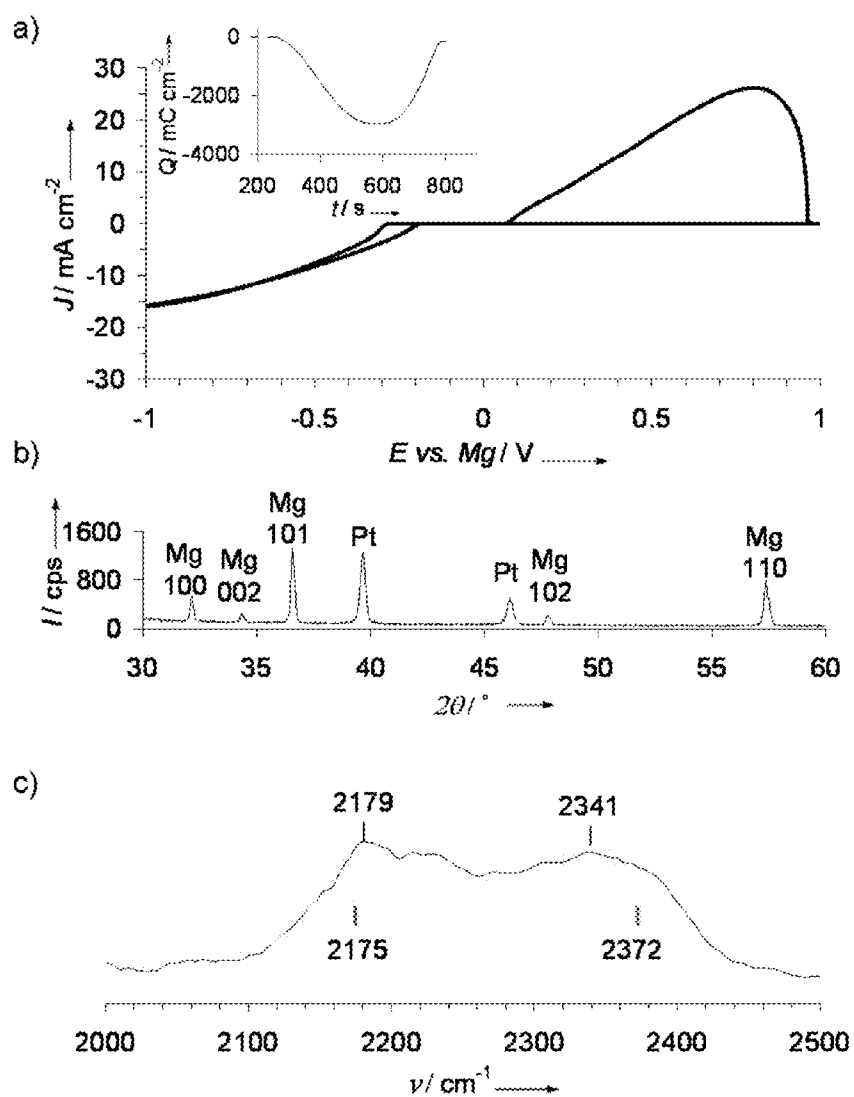 a)
0
-2000
-4000
Q / mC cm-2
200 400 600 800
t / s
30
20
10
0
-10
-20
-30
J / mA cm-2
-1 -0.5 0 0.5 1
E vs. Mg / V
b)
1600
800
0
I / cps
Mg
100
Mg
002
Mg
101
Pt
Pt
Mg
102
Mg
110
30 35 40 45 50 55 60
2θ / °
c)
2179 2341
2175 2372
2000 2100 2200 2300 2400 2500
ν / cm-1